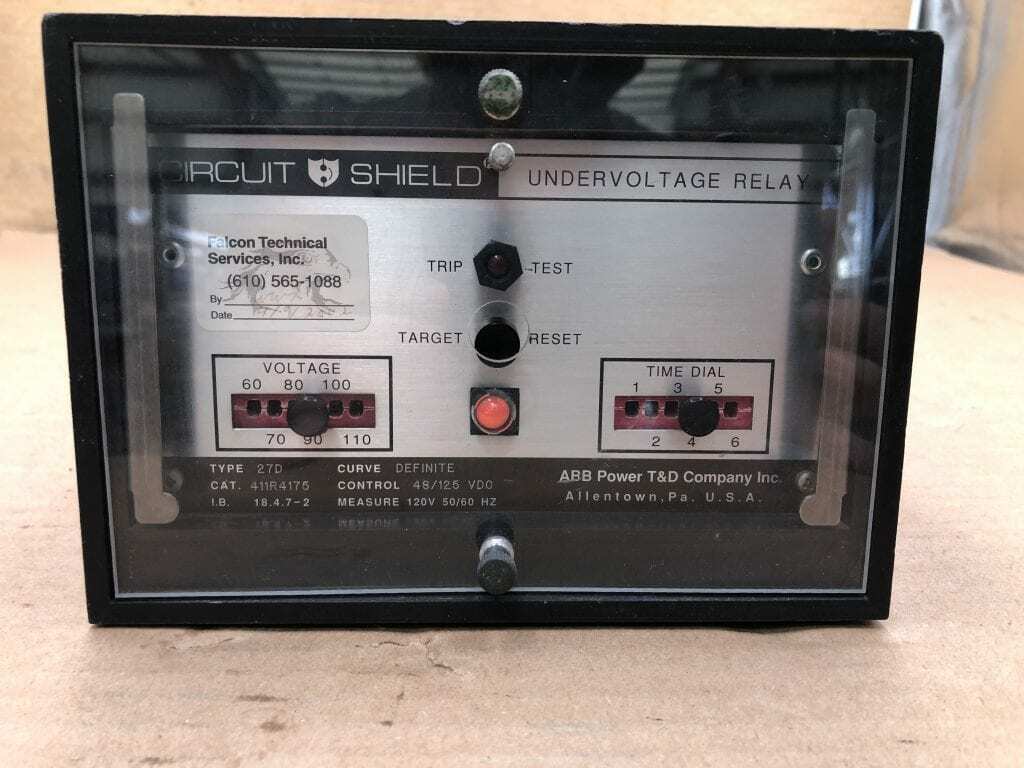 CIRCUIT SHIELD
UNDERVOLTAGE RELAY
Falcon Technical
Services, Inc.
(610) 565-1088
By
Date
TRIP TEST
TARGET RESET
VOLTAGE
60 80 100
70 90 110
TIME DIAL
1 3 5
2 4 6
TYPE 27D CURVE DEFINITE
CAT. 411R4175 CONTROL 48/125 VDC
I.B. 18.4.7-2 MEASURE 120V 50/60 HZ
ABB Power T&D Company Inc.
Allentown, Pa. U.S.A.